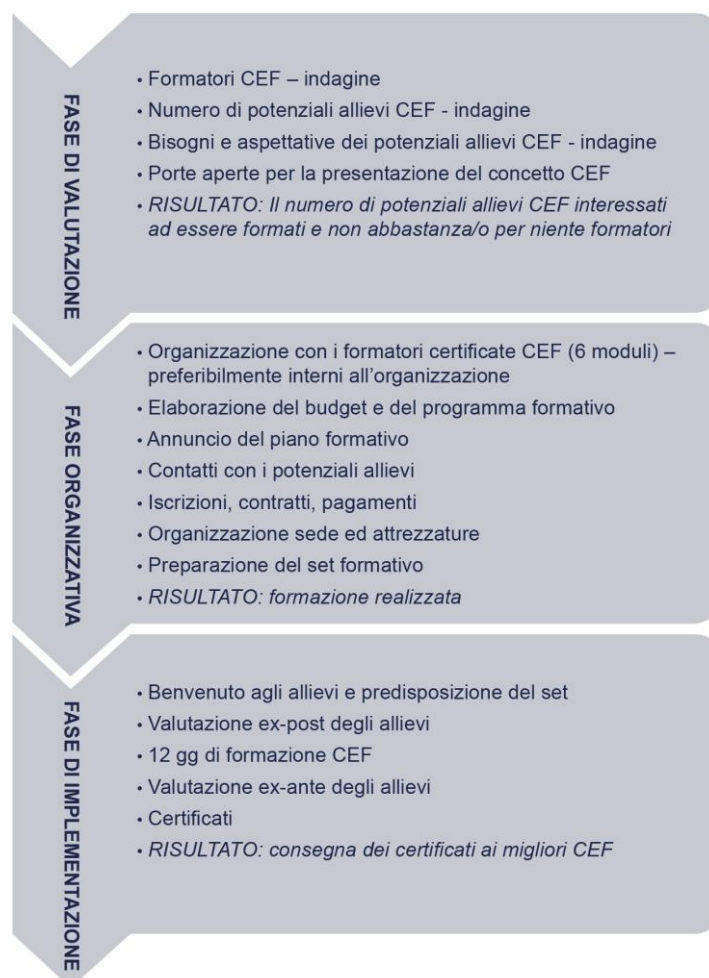 FASE DI VALUTAZIONE
• Formatori CEF – indagine
• Numero di potenziali allievi CEF - indagine
• Bisogni e aspettative dei potenziali allievi CEF - indagine
• Porte aperte per la presentazione del concetto CEF
• RISULTATO: Il numero di potenziali allievi CEF interessati
ad essere formati e non abbastanza/o per niente formatori
FASE ORGANIZZATIVA
• Organizzazione con i formatori certificate CEF (6 moduli) –
preferibilmente interni all’organizzazione
• Elaborazione del budget e del programma formativo
• Annuncio del piano formativo
• Contatti con i potenziali allievi
• Iscrizioni, contratti, pagamenti
• Organizzazione sede ed attrezzature
• Preparazione del set formativo
• RISULTATO: formazione realizzata
FASE DI IMPLEMENTAZIONE
• Benvenuto agli allievi e predisposizione del set
• Valutazione ex-post degli allievi
• 12 gg di formazione CEF
• Valutazione ex-ante degli allievi
• Certificati
• RISULTATO: consegna dei certificati ai migliori CEF